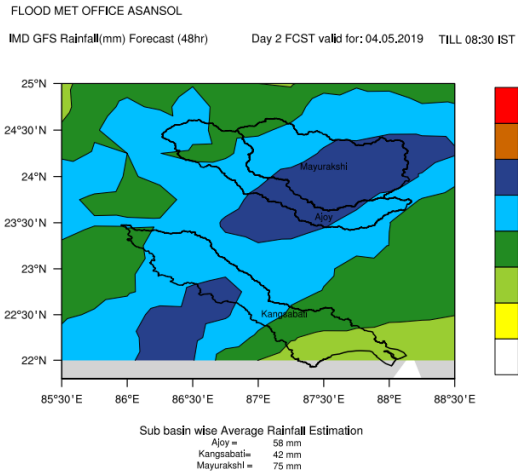 FLOOD MET OFFICE ASANSOL
IMD GFS Rainfall(mm) Forecast (48hr) Day 2 FCST valid for: 04.05.2019 TILL 08:30 IST
25°N
24°30'N
24°N
23°30'N
23°N
22°30'N
22°N
Mayurakshi
Ajoy
Kangsabati
85°30'E 86°E 86°30'E 87°E 87°30'E 88°E 88°30'E
Sub basin wise Average Rainfall Estimation
Ajoy = 58 mm
Kangsabati= 42 mm
Mayurakshi = 75 mm